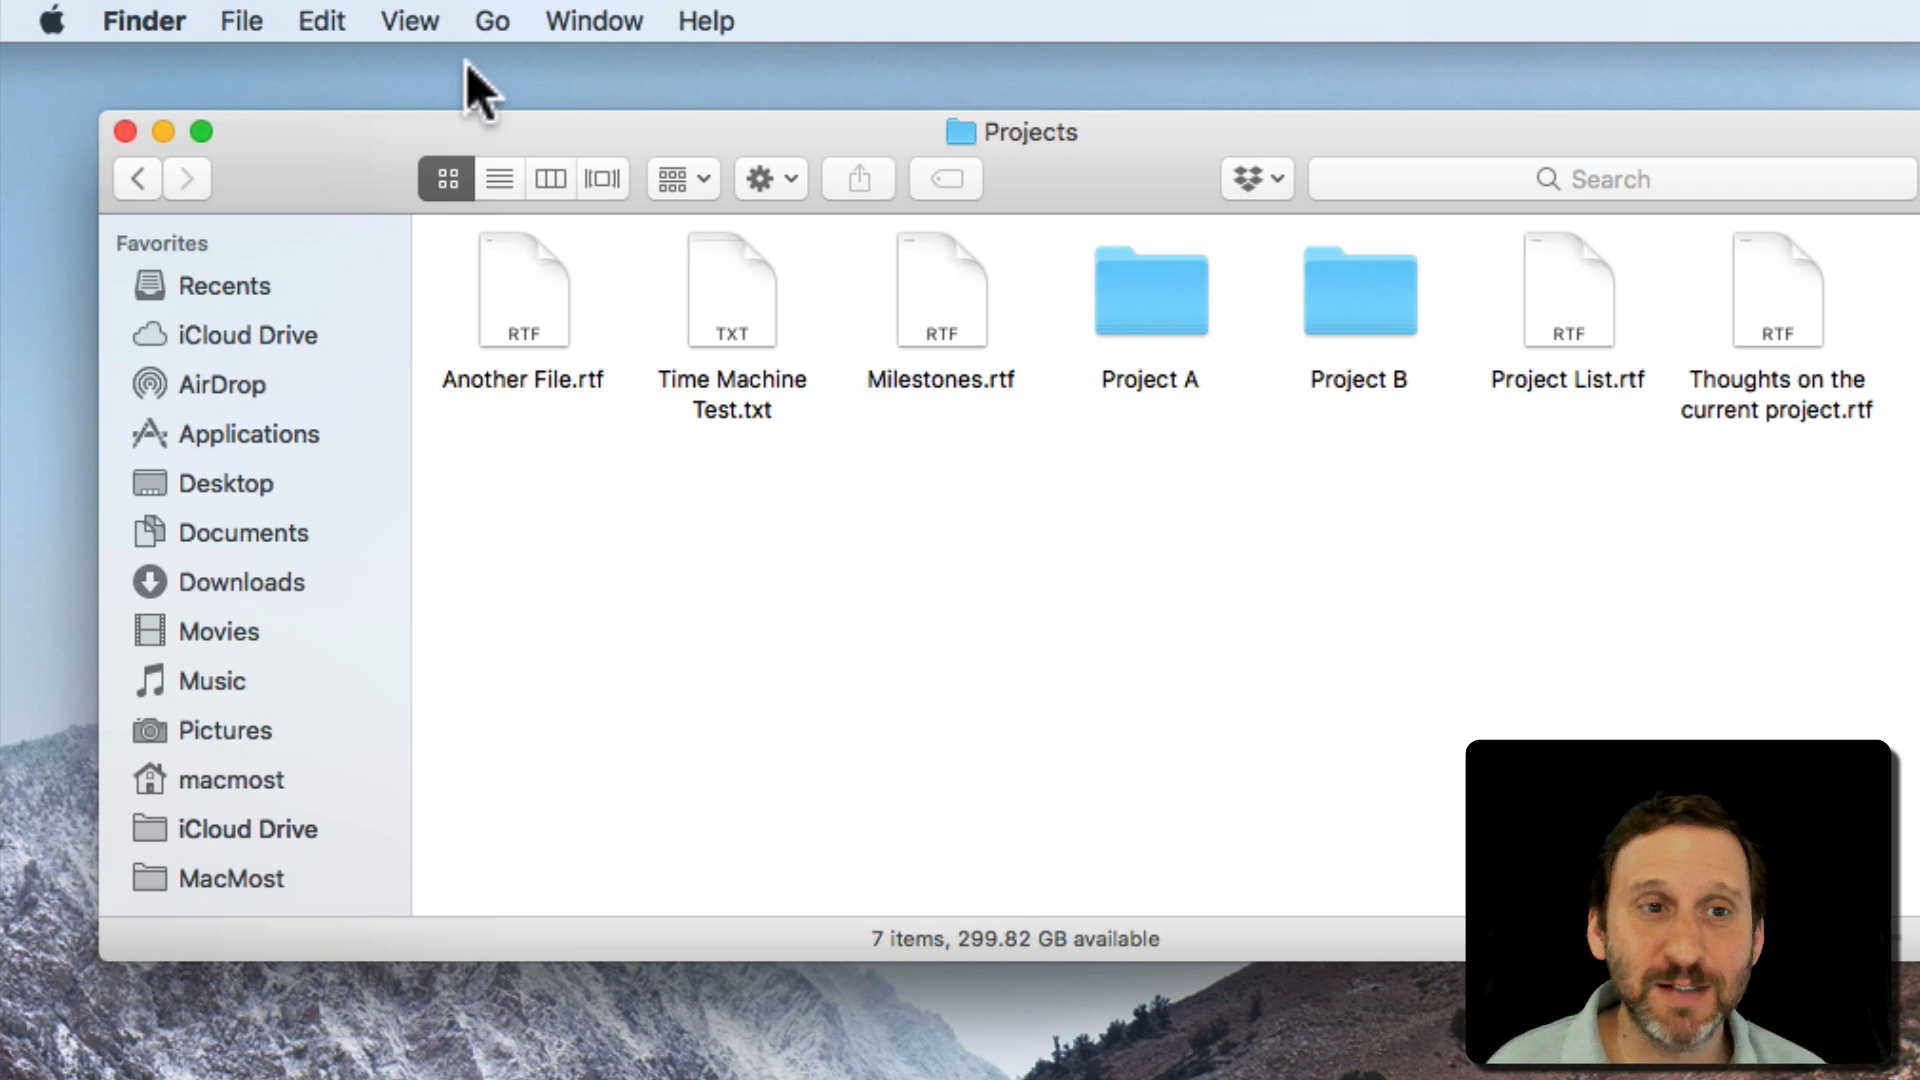 Finder File Edit View Go Window Help
Projects
Search
Favorites
Recents
iCloud Drive
AirDrop
Applications
Desktop
Documents
Downloads
Movies
Music
Pictures
macmost
iCloud Drive
MacMost
RTF TXT RTF RTF RTF
Another File.rtf Time Machine Milestones.rtf Project A Project B Project List.rtf Thoughts on the
Test.txt current project.rtf
7 items, 299.82 GB available